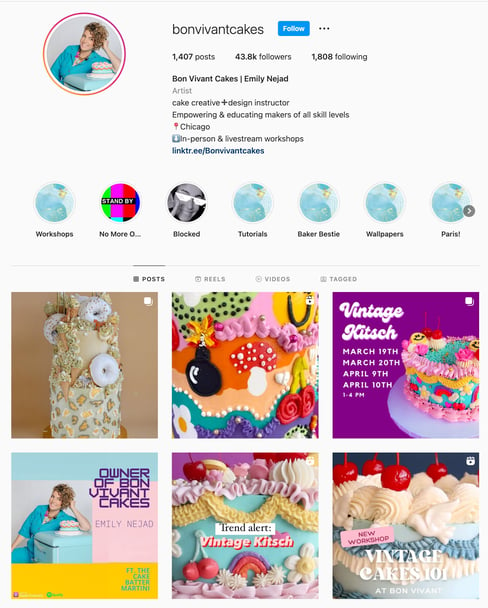 bonvivantcakes
Follow
1,407 posts 43.8k followers 1,808 following
Bon Vivant Cakes | Emily Nejad
Artist
cake creative➕design instructor
Empowering & educating makers of all skill levels
📍Chicago
⬇️In-person & livestream workshops
linktr.ee/Bonvivantcakes
STAND BY
Workshops No More O... Blocked Tutorials Baker Bestie Wallpapers Paris!
POSTS REELS VIDEOS TAGGED
Vintage
Kitsch
MARCH 19TH
MARCH 20TH
APRIL 9TH
APRIL 10TH
1-4 PM
OWNER
OF BON
VIVANT
CAKES
EMILY NEJAD
FT. THE
CAKE
BATTER
MARTINI
Trend alert:
Vintage Kitsch
NEW
WORKSHOP
VINTAGE
CAKES 101
AT BON VIVANT